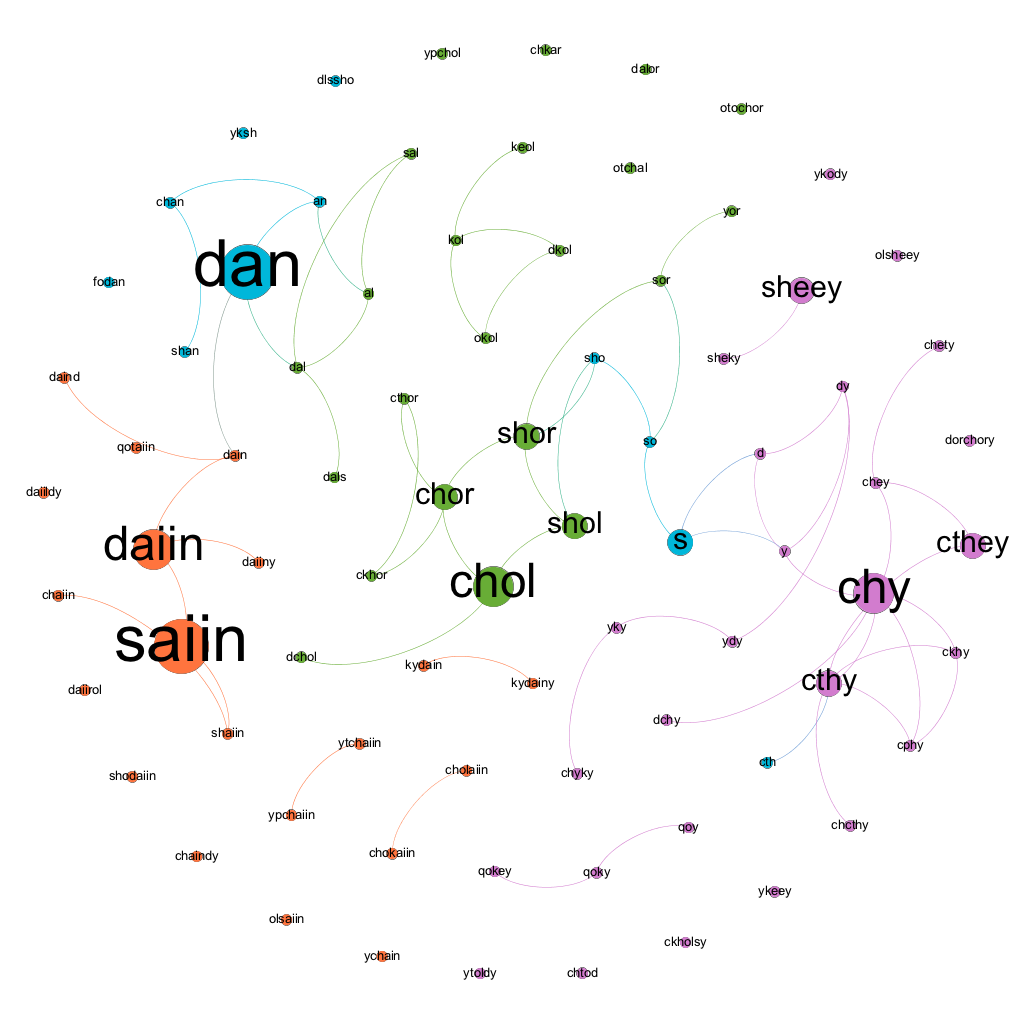 chkar
ypchol
dalor
dlssho
otochor
yksh
keol
sal
otchal
ykody
chan
an
yor
kol
dkol
olsheey
dan
sor
fodan
sheey
al
okol
chety
shan
sho
sheky
dal
daind
dy
cthor
shor
so
dorchory
qotaiin
dain
d
dals
chey
daiildy
chor
shol
s
cthey
daiin
y
daiiny
ckhor
chol
chy
chaiin
yky
saiin
ydy
ckhy
dchol
kydain
kydainy
cthy
daiirol
dchy
shaiin
ytchaiin
cphy
cth
shodaiin
cholaiin
chyky
ypchaiin
chcthy
qoy
chaindy
chokaiin
qokey
qoky
ykeey
olsaiin
ckholsy
ychain
ytoldy
chtod